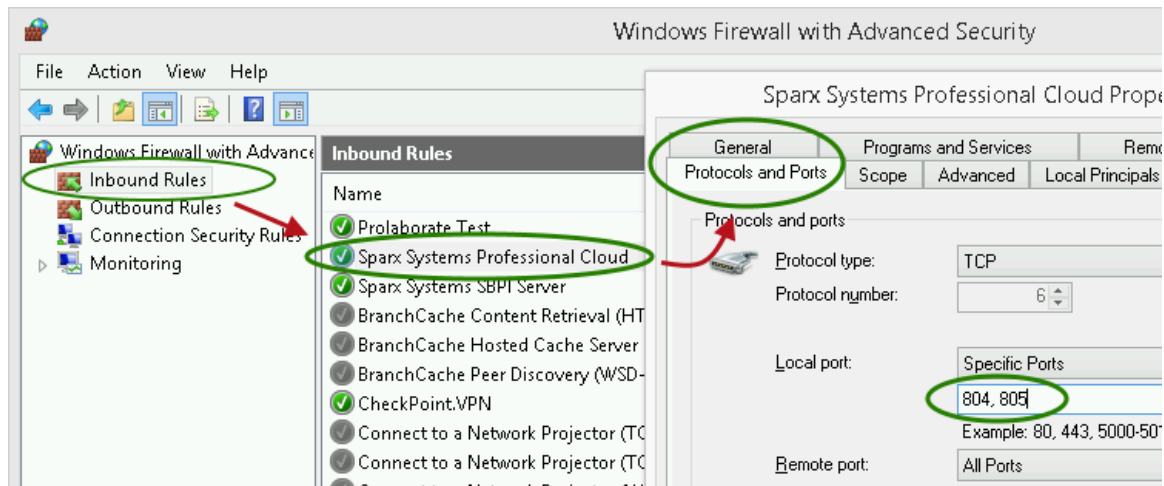 Windows Firewall with Advanced Security
File Action View Help
Windows Firewall with Advance
Inbound Rules
Outbound Rules
Connection Security Rules
Monitoring
Inbound Rules
Name
Prolaborate Test
Sparx Systems Professional Cloud
Sparx Systems SBPI Server
BranchCache Content Retrieval (HT
BranchCache Hosted Cache Server
BranchCache Peer Discovery (WSD-
CheckPoint.VPN
Connect to a Network Projector (TC
Connect to a Network Projector (TC
Sparx Systems Professional Cloud Prope
General Programs and Services Remo
Protocols and Ports Scope Advanced Local Principals
Protocols and ports
Protocol type: TCP
Protocol number: 6
Local port: Specific Ports
804, 805
Example: 80, 443, 5000-501
Remote port: All Ports